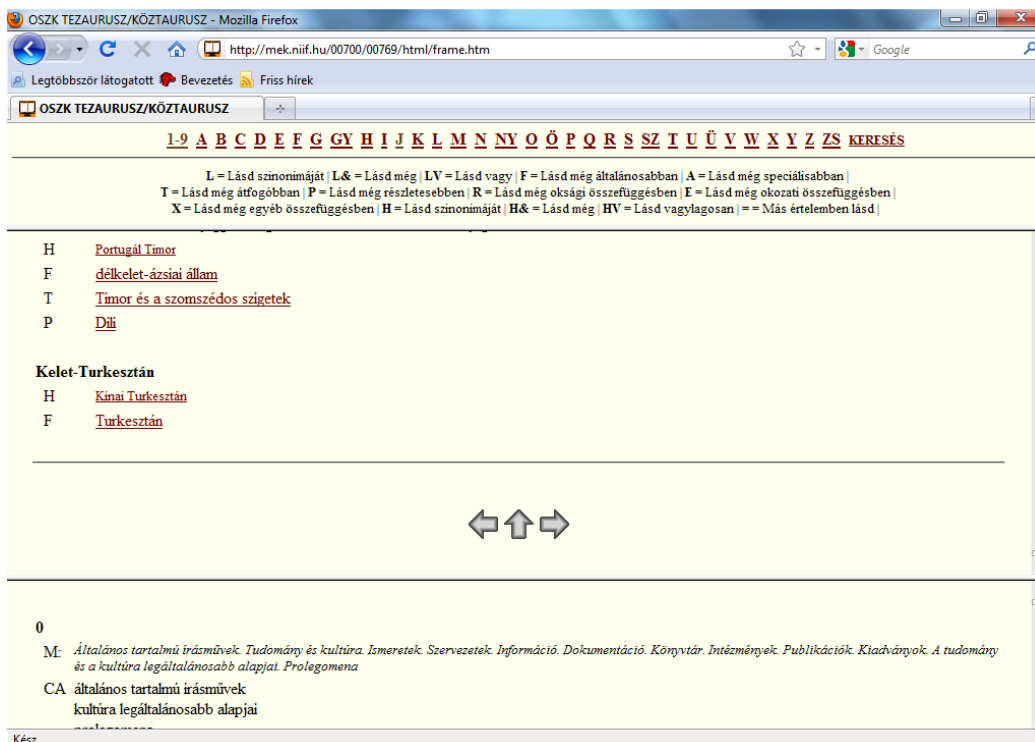 OSZK TEZAURUSZ/KÖZTAURUSZ - Mozilla Firefox
http://mek.niif.hu/00700/00769/html/frame.htm
Google
Legtöbbször látogatott Bevezetés Friss hírek
OSZK TEZAURUSZ/KÖZTAURUSZ
1-9 A B C D E F G GY H I J K L M N NY O Ö P Q R S SZ T U Ü V W X Y Z ZS KERESÉS
L = Lásd szinonimáját | L& = Lásd még | LV = Lásd vagy | F = Lásd még általánosabban | A = Lásd még speciálisabban |
T = Lásd még átfogóbban | P = Lásd még részletesebben | R = Lásd még oksági összefüggésben | E = Lásd még okozati összefüggésben |
X = Lásd még egyéb összefüggésben | H = Lásd szinonimáját | H& = Lásd még | HV = Lásd vagylagosan | = = Más értelemben lásd |
H Portugál Timor
F délkelet-ázsiai állam
T Timor és a szomszédos szigetek
P Dili
Kelet-Turkesztán
H Kínai Turkesztán
F Turkesztán
0
M: Általános tartalmú írásművek. Tudomány és kultúra. Ismeretek. Szervezetek. Információ. Dokumentáció. Könyvtár. Intézmények. Publikációk. Kiadványok. A tudomány
és a kultúra legáltalánosabb alapjai. Prolegomena
CA általános tartalmú írásművek
kultúra legáltalánosabb alapjai
Kész